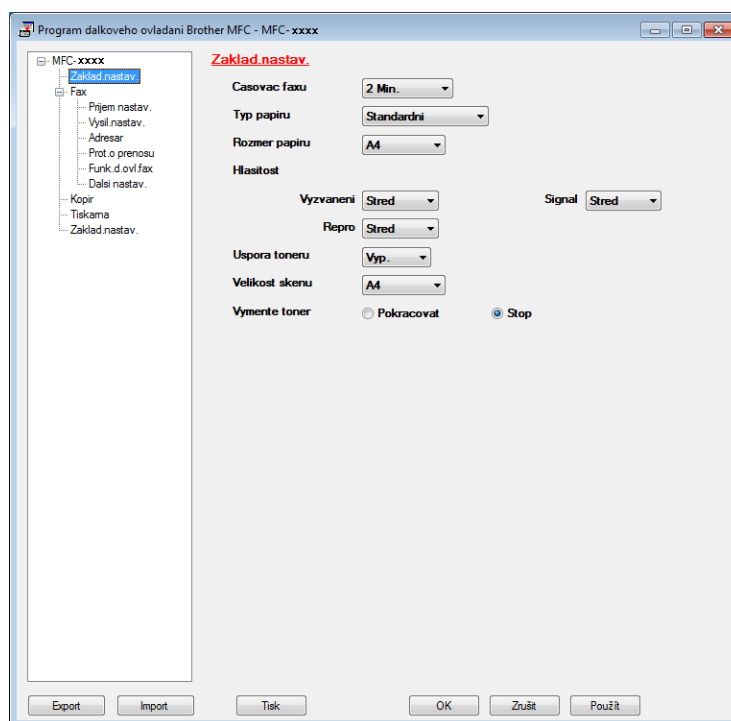 Program dalkoveho ovladani Brother MFC - MFC-xxxx
MFC-xxxx
Zaklad.nastav.
Fax
Prijem nastav.
Vysil.nastav.
Adresar
Prot.o prenosu
Funk.d.ovl.fax
Dalsi nastav.
Kopir
Tiskarna
Zaklad.nastav.
Zaklad.nastav.
Casovac faxu 2 Min.
Typ papiru Standardni
Rozmer papiru A4
Hlasitost
Vyzvaneni Stred Signal Stred
Repro Stred
Uspora toneru Vyp.
Velikost skenu A4
Vymente toner Pokracovat Stop
Export Import Tisk OK Zrušit Použít